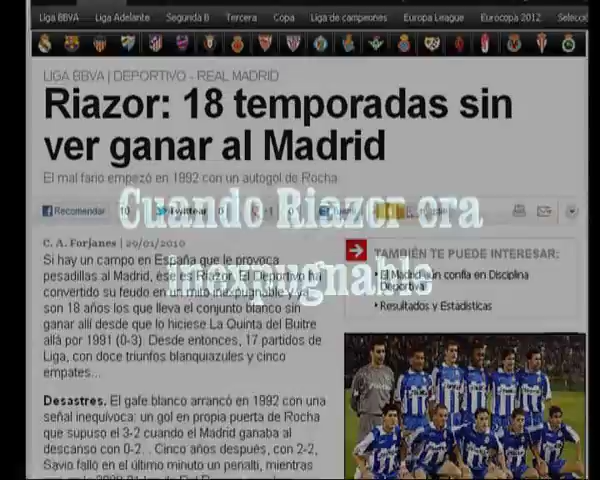 Liga BBVA Liga Adelante Segunda B Tercera Copa Liga de campeones Europa League Eurocopa 2012
LIGA BBVA | DEPORTIVO - REAL MADRID
Riazor: 18 temporadas sin
ver ganar al Madrid
El mal fario empezó en 1992 con un autogol de Rocha
Cuando Riazor era
inexpugnable
Recomendar 10 Twittear 0 +1 0
C. A. Forjanes | 29/01/2010
Si hay un campo en España que le provoca
pesadillas al Madrid, ése es Riazor. El Deportivo ha
convertido su feudo en un mito inexpugnable y ya
son 18 años los que lleva el conjunto blanco sin
ganar allí desde que lo hiciese La Quinta del Buitre
allá por 1991 (0-3). Desde entonces, 17 partidos de
Liga, con doce triunfos blanquiazules y cinco
empates...
TAMBIÉN TE PUEDE INTERESAR:
El Madrid aún confía en Disciplina
Deportiva
Resultados y Estadísticas
Desastres. El gafe blanco arrancó en 1992 con una
señal inequívoca: un gol en propia puerta de Rocha
que supuso el 3-2 cuando el Madrid ganaba al
descanso con 0-2. . Cinco años después, con 2-2,
Savio falló en el último minuto un penalti, mientras